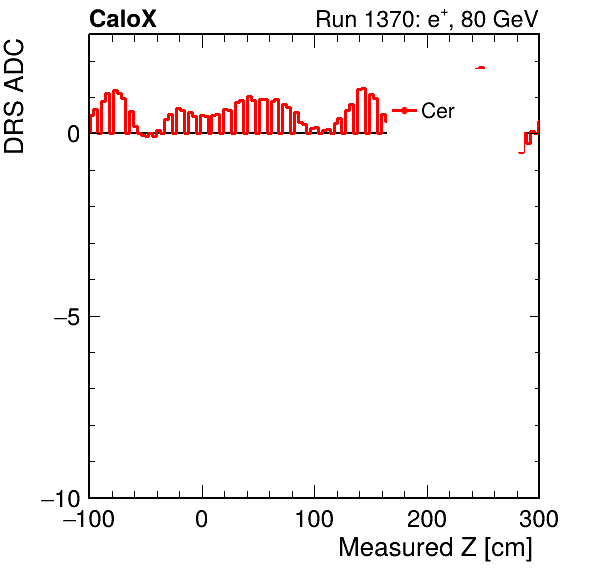 CaloX Run 1370: e⁺, 80 GeV
DRS ADC
Cer
0
−5
−10
−100 0 100 200 300
Measured Z [cm]